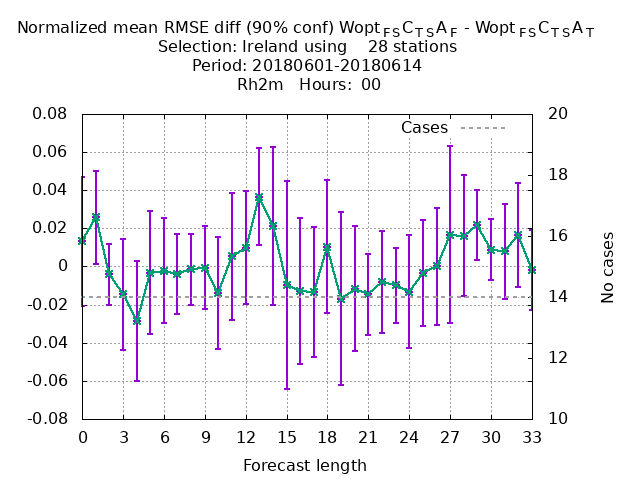 Normalized mean RMSE diff (90% conf) Wopt FS C T S A F - Wopt FS C T S A T
Selection: Ireland using 28 stations
Period: 20180601-20180614
Rh2m Hours: 00
Cases
0.08
0.06
0.04
0.02
0
-0.02
-0.04
-0.06
-0.08
20
18
16
14
12
10
No cases
0 3 6 9 12 15 18 21 24 27 30 33
Forecast length